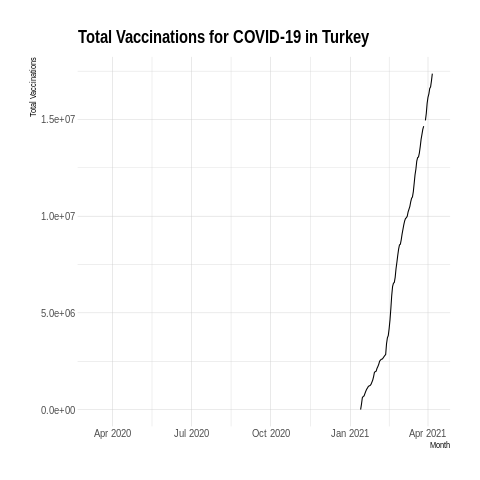 Total Vaccinations for COVID-19 in Turkey
Total Vaccinations
1.5e+07
1.0e+07
5.0e+06
0.0e+00
Apr 2020 Jul 2020 Oct 2020 Jan 2021 Apr 2021
Month